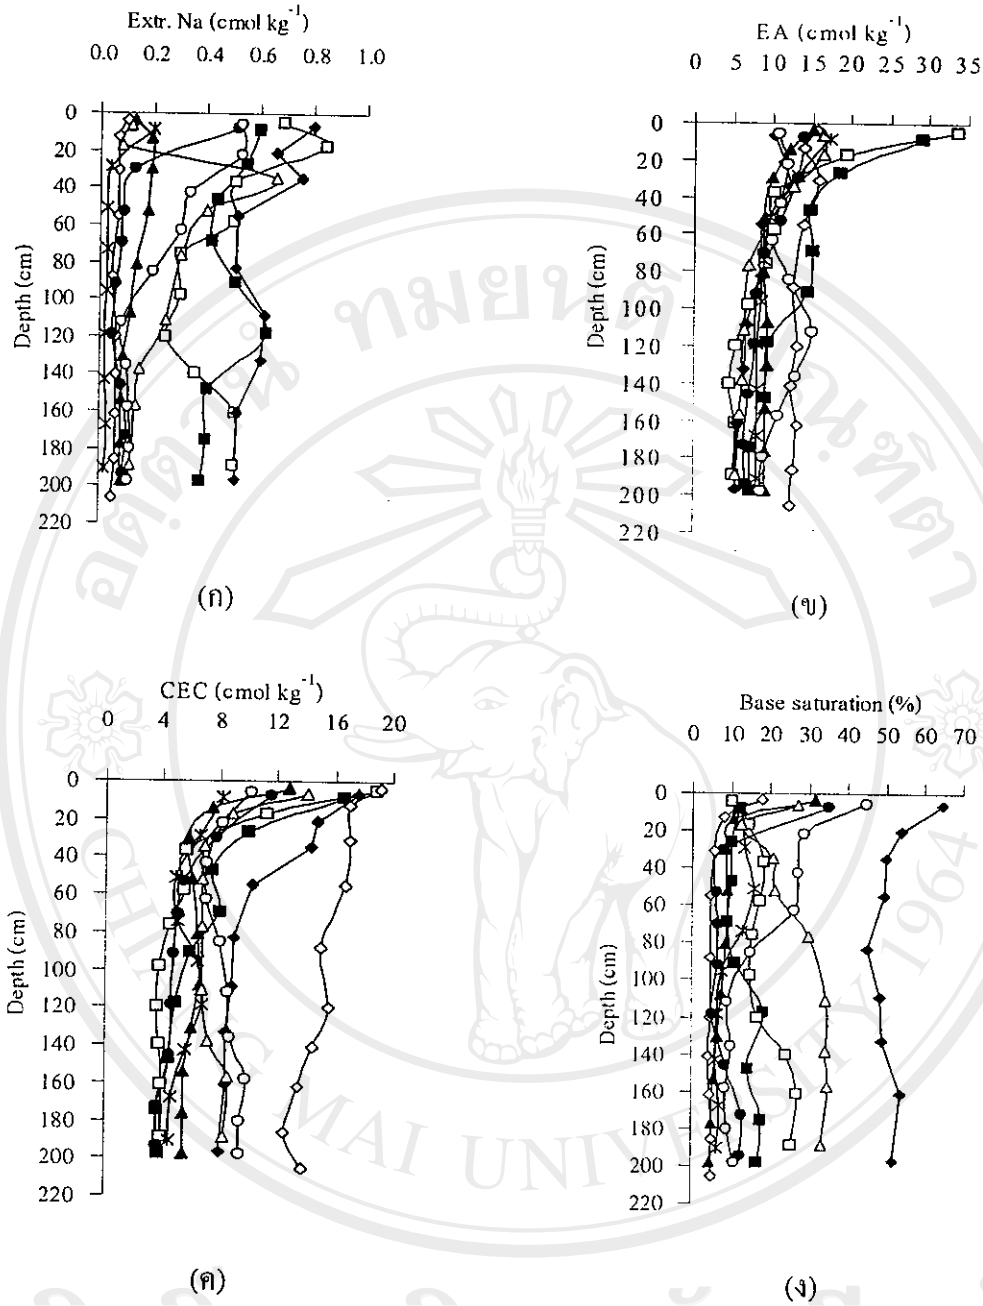 Extr. Na (cmol kg⁻¹)
0.0 0.2 0.4 0.6 0.8 1.0
0
20
40
60
80
100
120
140
160
180
200
220
Depth (cm)
(ก)
EA (cmol kg⁻¹)
0 5 10 15 20 25 30 35
0
20
40
60
80
100
120
140
160
180
200
220
Depth (cm)
(ข)
CEC (cmol kg⁻¹)
0 4 8 12 16 20
0
20
40
60
80
100
120
140
160
180
200
220
Depth (cm)
(ค)
Base saturation (%)
0 10 20 30 40 50 60 70
0
20
40
60
80
100
120
140
160
180
200
220
Depth (cm)
(ง)
CHIANG MAI UNIVERSITY 1964